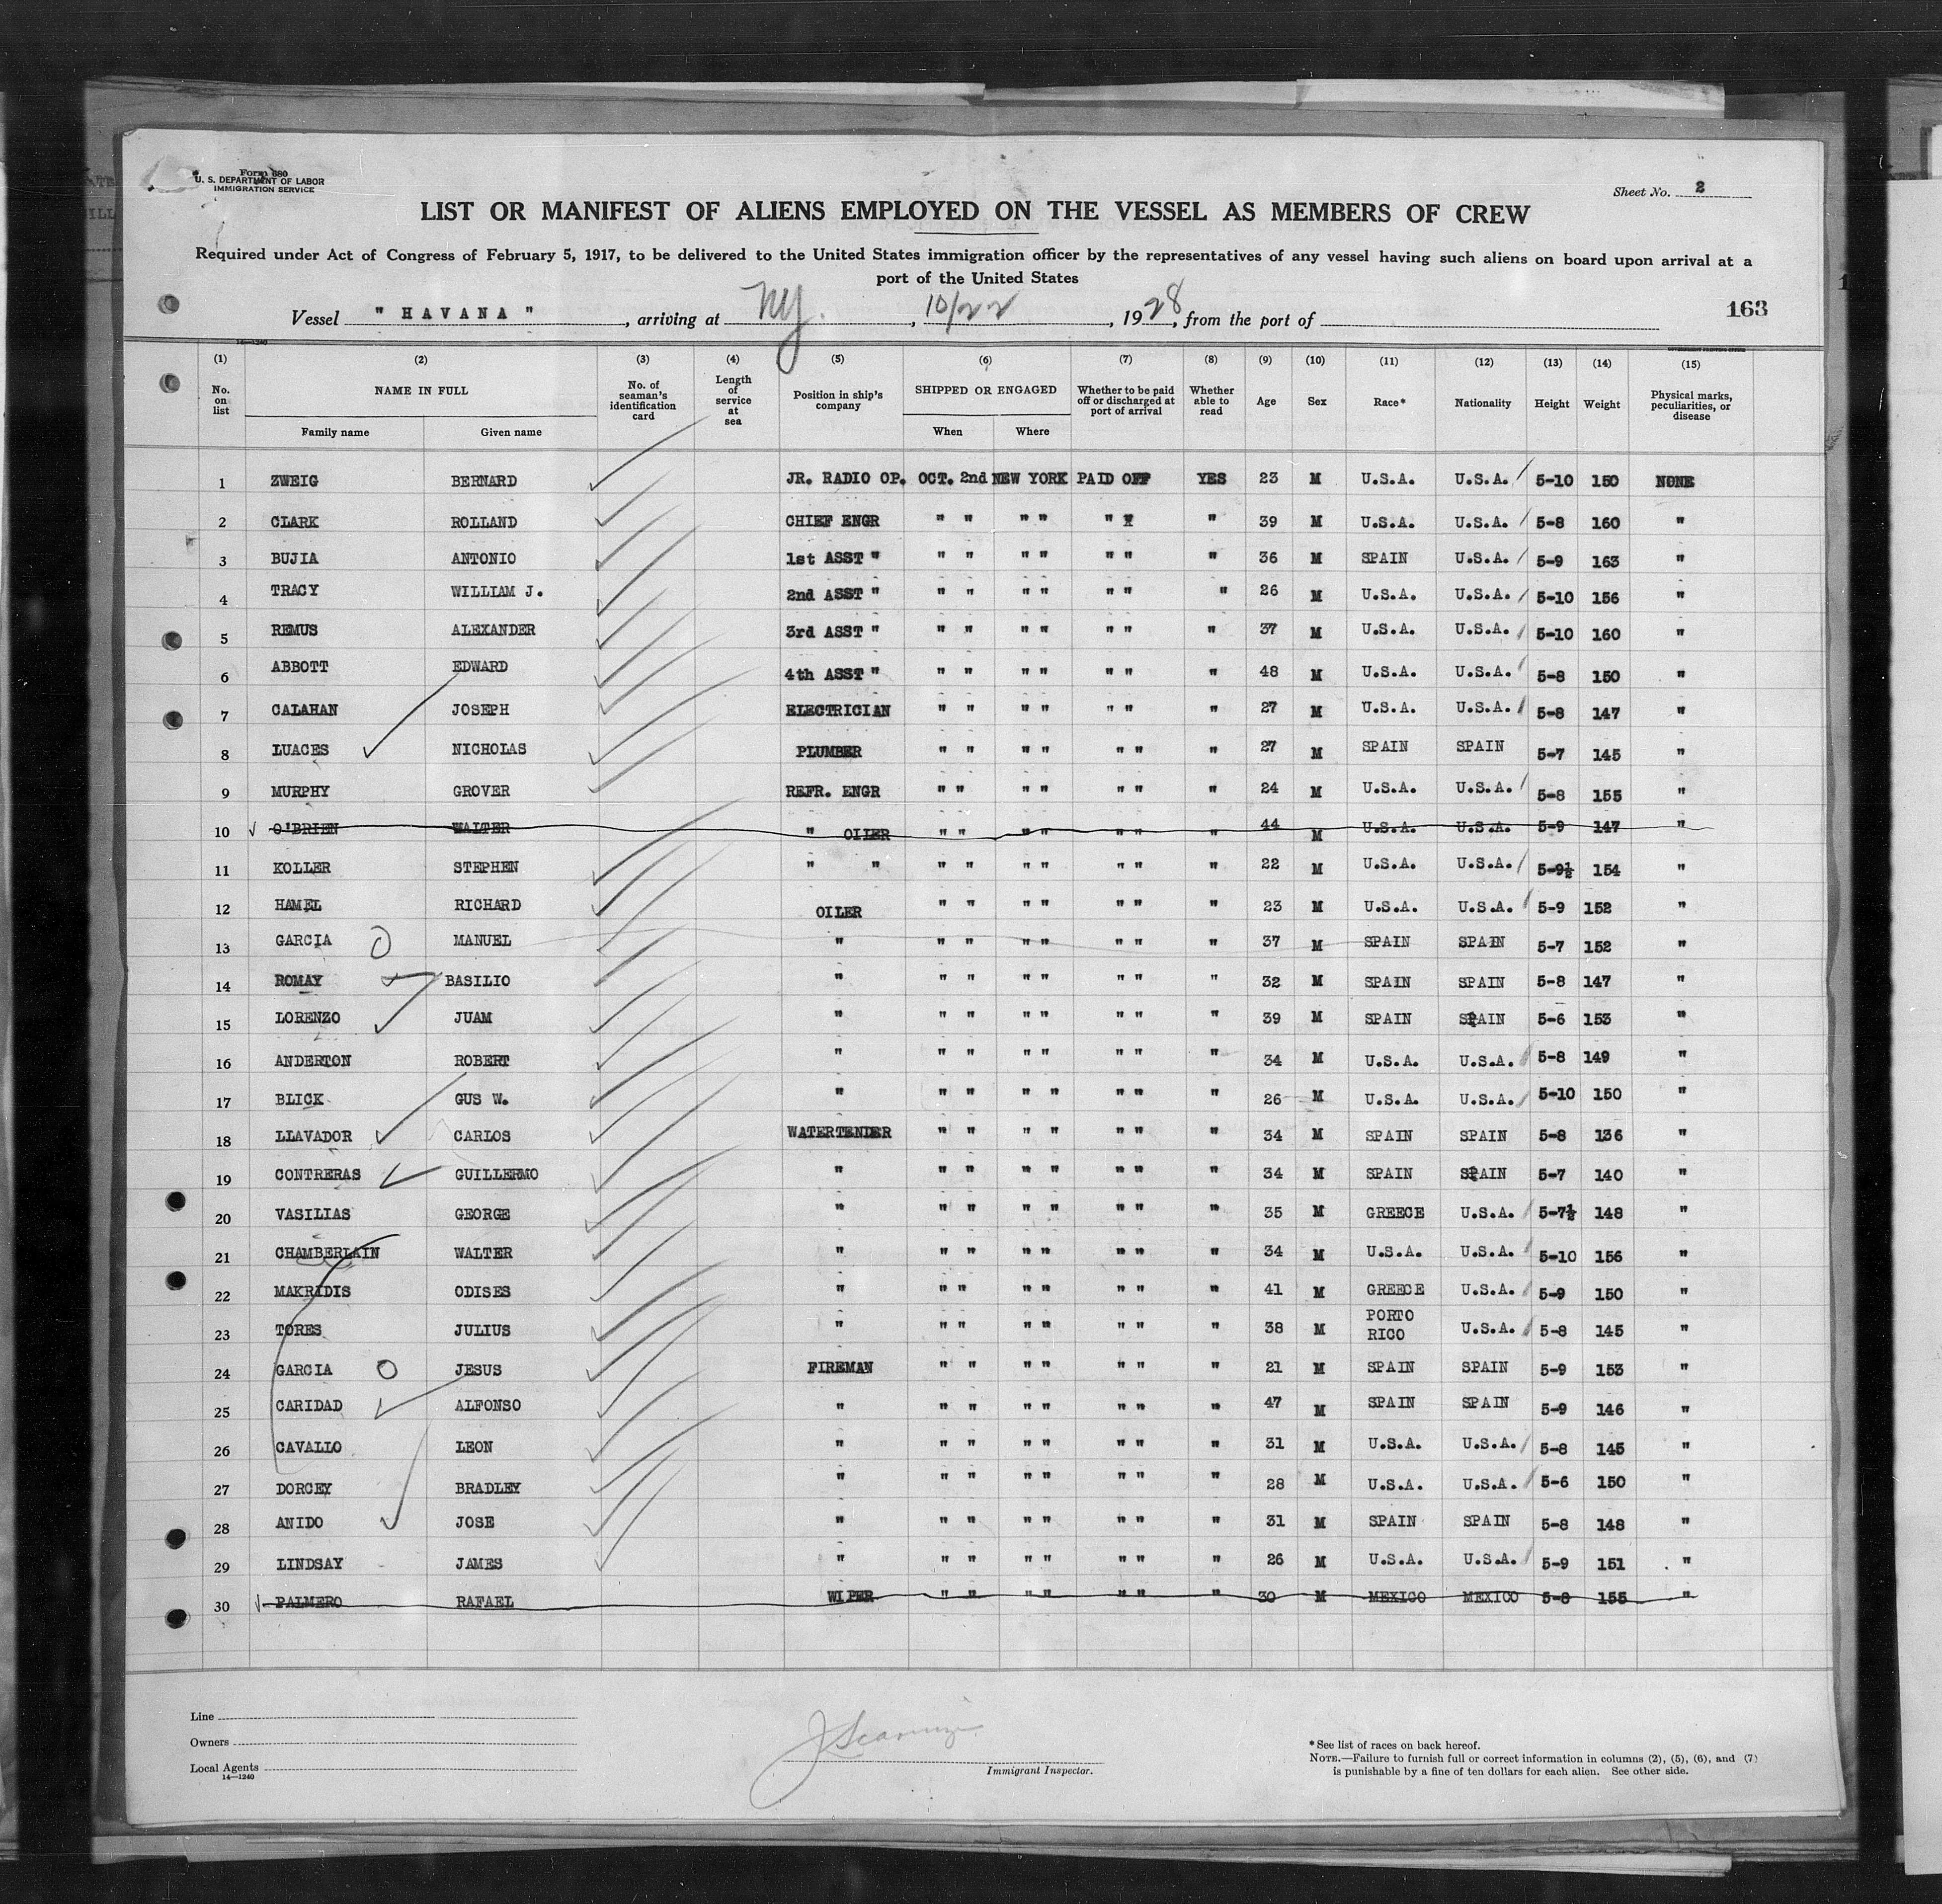 Form 680
U. S. DEPARTMENT OF LABOR
IMMIGRATION SERVICE
Sheet No. 2
LIST OR MANIFEST OF ALIENS EMPLOYED ON THE VESSEL AS MEMBERS OF CREW
Required under Act of Congress of February 5, 1917, to be delivered to the United States immigration officer by the representatives of any vessel having such aliens on board upon arrival at a
port of the United States
Vessel " HAVANA ", arriving at NY., 10/22, 1928, from the port of
163
14—1240
(1) (2) (3) (4) (5) (6) (7) (8) (9) (10) (11) (12) (13) (14) (15)
No. on list NAME IN FULL Family name Given name No. of seaman's identification card Length of service at sea Position in ship's company SHIPPED OR ENGAGED When Where Whether to be paid off or discharged at port of arrival Whether able to read Age Sex Race* Nationality Height Weight Physical marks, peculiarities, or disease
1 ZWEIG BERNARD JR. RADIO OP. OCT. 2nd NEW YORK PAID OFF YES 23 M U.S.A. U.S.A. 5-10 150 NONE
2 CLARK ROLLAND CHIEF ENGR " " " " " " " 39 M U.S.A. U.S.A. 5-8 160 "
3 BUJIA ANTONIO 1st ASST " " " " " " " " 36 M SPAIN U.S.A. 5-9 163 "
4 TRACY WILLIAM J. 2nd ASST " " " " " " " " 26 M U.S.A. U.S.A. 5-10 156 "
5 REMUS ALEXANDER 3rd ASST " " " " " " " " 37 M U.S.A. U.S.A. 5-10 160 "
6 ABBOTT EDWARD 4th ASST " " " " " " " " 48 M U.S.A. U.S.A. 5-8 150 "
7 CALAHAN JOSEPH ELECTRICIAN " " " " " " " 27 M U.S.A. U.S.A. 5-8 147 "
8 LUACES NICHOLAS PLUMBER " " " " " " " 27 M SPAIN SPAIN 5-7 145 "
9 MURPHY GROVER REFR. ENGR " " " " " " " 24 M U.S.A. U.S.A. 5-8 155 "
10 O'BRIEN WALTER " OILER " " " " " " " 44 M U.S.A. U.S.A. 5-9 147 "
11 KOLLER STEPHEN " " " " " " " " " 22 M U.S.A. U.S.A. 5-9½ 154 "
12 HAMEL RICHARD OILER " " " " " " " 23 M U.S.A. U.S.A. 5-9 152 "
13 GARCIA MANUEL " " " " " " " " 37 M SPAIN SPAIN 5-7 152 "
14 ROMAY BASILIO " " " " " " " " 32 M SPAIN SPAIN 5-8 147 "
15 LORENZO JUAM " " " " " " " " 39 M SPAIN SPAIN 5-6 153 "
16 ANDERTON ROBERT " " " " " " " " 34 M U.S.A. U.S.A. 5-8 149 "
17 BLICK GUS W. " " " " " " " " 26 M U.S.A. U.S.A. 5-10 150 "
18 LLAVADOR CARLOS WATERTENDER " " " " " " " 34 M SPAIN SPAIN 5-8 136 "
19 CONTRERAS GUILLERMO " " " " " " " " 34 M SPAIN SPAIN 5-7 140 "
20 VASILIAS GEORGE " " " " " " " " 35 M GREECE U.S.A. 5-7½ 148 "
21 CHAMBERLAIN WALTER " " " " " " " " 34 M U.S.A. U.S.A. 5-10 156 "
22 MAKRIDIS ODISES " " " " " " " " 41 M GREECE U.S.A. 5-9 150 "
23 TORES JULIUS " " " " " " " " 38 M PORTO RICO U.S.A. 5-8 145 "
24 GARCIA JESUS FIREMAN " " " " " " " 21 M SPAIN SPAIN 5-9 153 "
25 CARIDAD ALFONSO " " " " " " " " 47 M SPAIN SPAIN 5-9 146 "
26 CAVALLO LEON " " " " " " " " 31 M U.S.A. U.S.A. 5-8 145 "
27 DORCEY BRADLEY " " " " " " " " 28 M U.S.A. U.S.A. 5-6 150 "
28 ANIDO JOSE " " " " " " " " 31 M SPAIN SPAIN 5-8 148 "
29 LINDSAY JAMES " " " " " " " " 26 M U.S.A. U.S.A. 5-9 151 "
30 PALMERO RAFAEL WIPER " " " " " " " 30 M MEXICO MEXICO 5-8 155 "
Line
Owners
Local Agents
14—1240
Immigrant Inspector.
*See list of races on back hereof.
NOTE.—Failure to furnish full or correct information in columns (2), (5), (6), and (7)
is punishable by a fine of ten dollars for each alien. See other side.